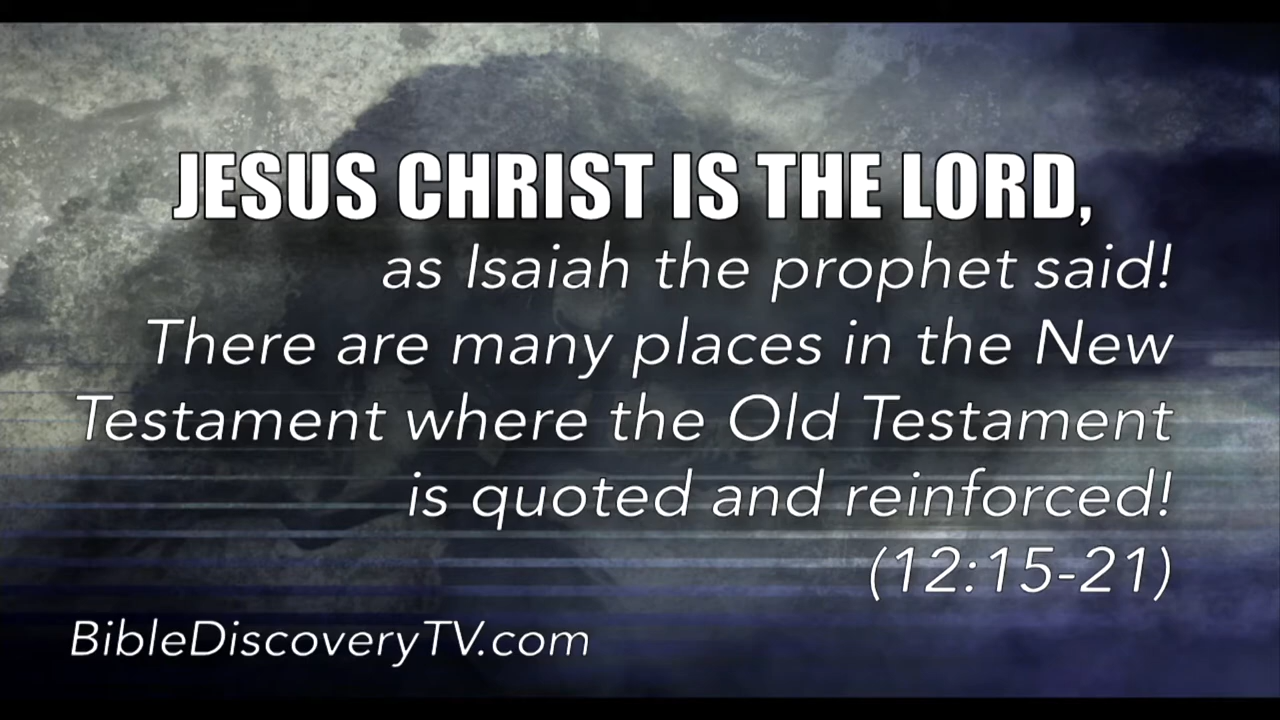 JESUS CHRIST IS THE LORD,
as Isaiah the prophet said!
There are many places in the New
Testament where the Old Testament
is quoted and reinforced!
(12:15-21)
BibleDiscoveryTV.com